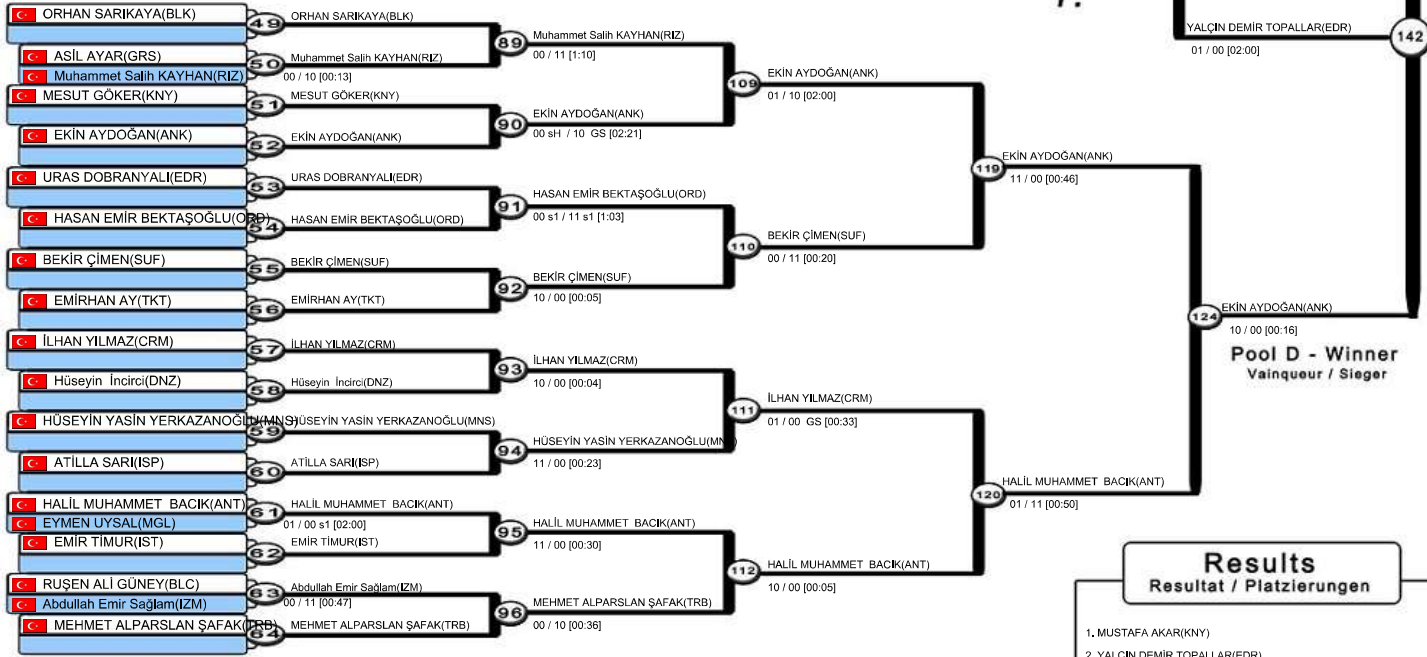 ORHAN SARIKAYA(BLK)
ASİL AYAR(GRS)
Muhammet Salih KAYHAN(RIZ)
MESUT GÖKER(KNY)
EKİN AYDOĞAN(ANK)
URAS DOBRANYALI(EDR)
HASAN EMİR BEKTAŞOĞLU(ORD)
BEKİR ÇİMEN(SUF)
EMİRHAN AY(TKT)
İLHAN YILMAZ(CRM)
Hüseyin İncirci(DNZ)
HÜSEYİN YASİN YERKAZANOĞLU(MNS)
ATİLLA SARI(ISP)
HALİL MUHAMMET BACIK(ANT)
EYMEN UYSAL(MGL)
EMİR TİMUR(IST)
RUŞEN ALİ GÜNEY(BLC)
Abdullah Emir Sağlam(IZM)
MEHMET ALPARSLAN ŞAFAK(TRB)
49 ORHAN SARIKAYA(BLK)
50 Muhammet Salih KAYHAN(RIZ)
00 / 10 [00:13]
51 MESUT GÖKER(KNY)
52 EKİN AYDOĞAN(ANK)
53 URAS DOBRANYALI(EDR)
54 HASAN EMİR BEKTAŞOĞLU(ORD)
55 BEKİR ÇİMEN(SUF)
56 EMİRHAN AY(TKT)
57 İLHAN YILMAZ(CRM)
58 Hüseyin İncirci(DNZ)
59 HÜSEYİN YASİN YERKAZANOĞLU(MNS)
60 ATİLLA SARI(ISP)
61 HALİL MUHAMMET BACIK(ANT)
01 / 00 s1 [02:00]
62 EMİR TİMUR(IST)
63 Abdullah Emir Sağlam(IZM)
00 / 11 [00:47]
64 MEHMET ALPARSLAN ŞAFAK(TRB)
89 Muhammet Salih KAYHAN(RIZ)
00 / 11 [1:10]
90 EKİN AYDOĞAN(ANK)
00 sH / 10 GS [02:21]
91 HASAN EMİR BEKTAŞOĞLU(ORD)
00 s1 / 11 s1 [1:03]
92 BEKİR ÇİMEN(SUF)
10 / 00 [00:05]
93 İLHAN YILMAZ(CRM)
10 / 00 [00:04]
94 HÜSEYİN YASİN YERKAZANOĞLU(MNS)
11 / 00 [00:23]
95 HALİL MUHAMMET BACIK(ANT)
11 / 00 [00:30]
96 MEHMET ALPARSLAN ŞAFAK(TRB)
00 / 10 [00:36]
109 EKİN AYDOĞAN(ANK)
01 / 10 [02:00]
110 BEKİR ÇİMEN(SUF)
00 / 11 [00:20]
111 İLHAN YILMAZ(CRM)
01 / 00 GS [00:33]
112 HALİL MUHAMMET BACIK(ANT)
10 / 00 [00:05]
119 EKİN AYDOĞAN(ANK)
11 / 00 [00:46]
120 HALİL MUHAMMET BACIK(ANT)
01 / 11 [00:50]
124 EKİN AYDOĞAN(ANK)
10 / 00 [00:16]
Pool D - Winner
Vainqueur / Sieger
YALÇIN DEMİR TOPALLAR(EDR)
01 / 00 [02:00]
142
Results
Resultat / Platzierungen
1. MUSTAFA AKAR(KNY)
2. YALÇIN DEMİR TOPALLAR(EDR)